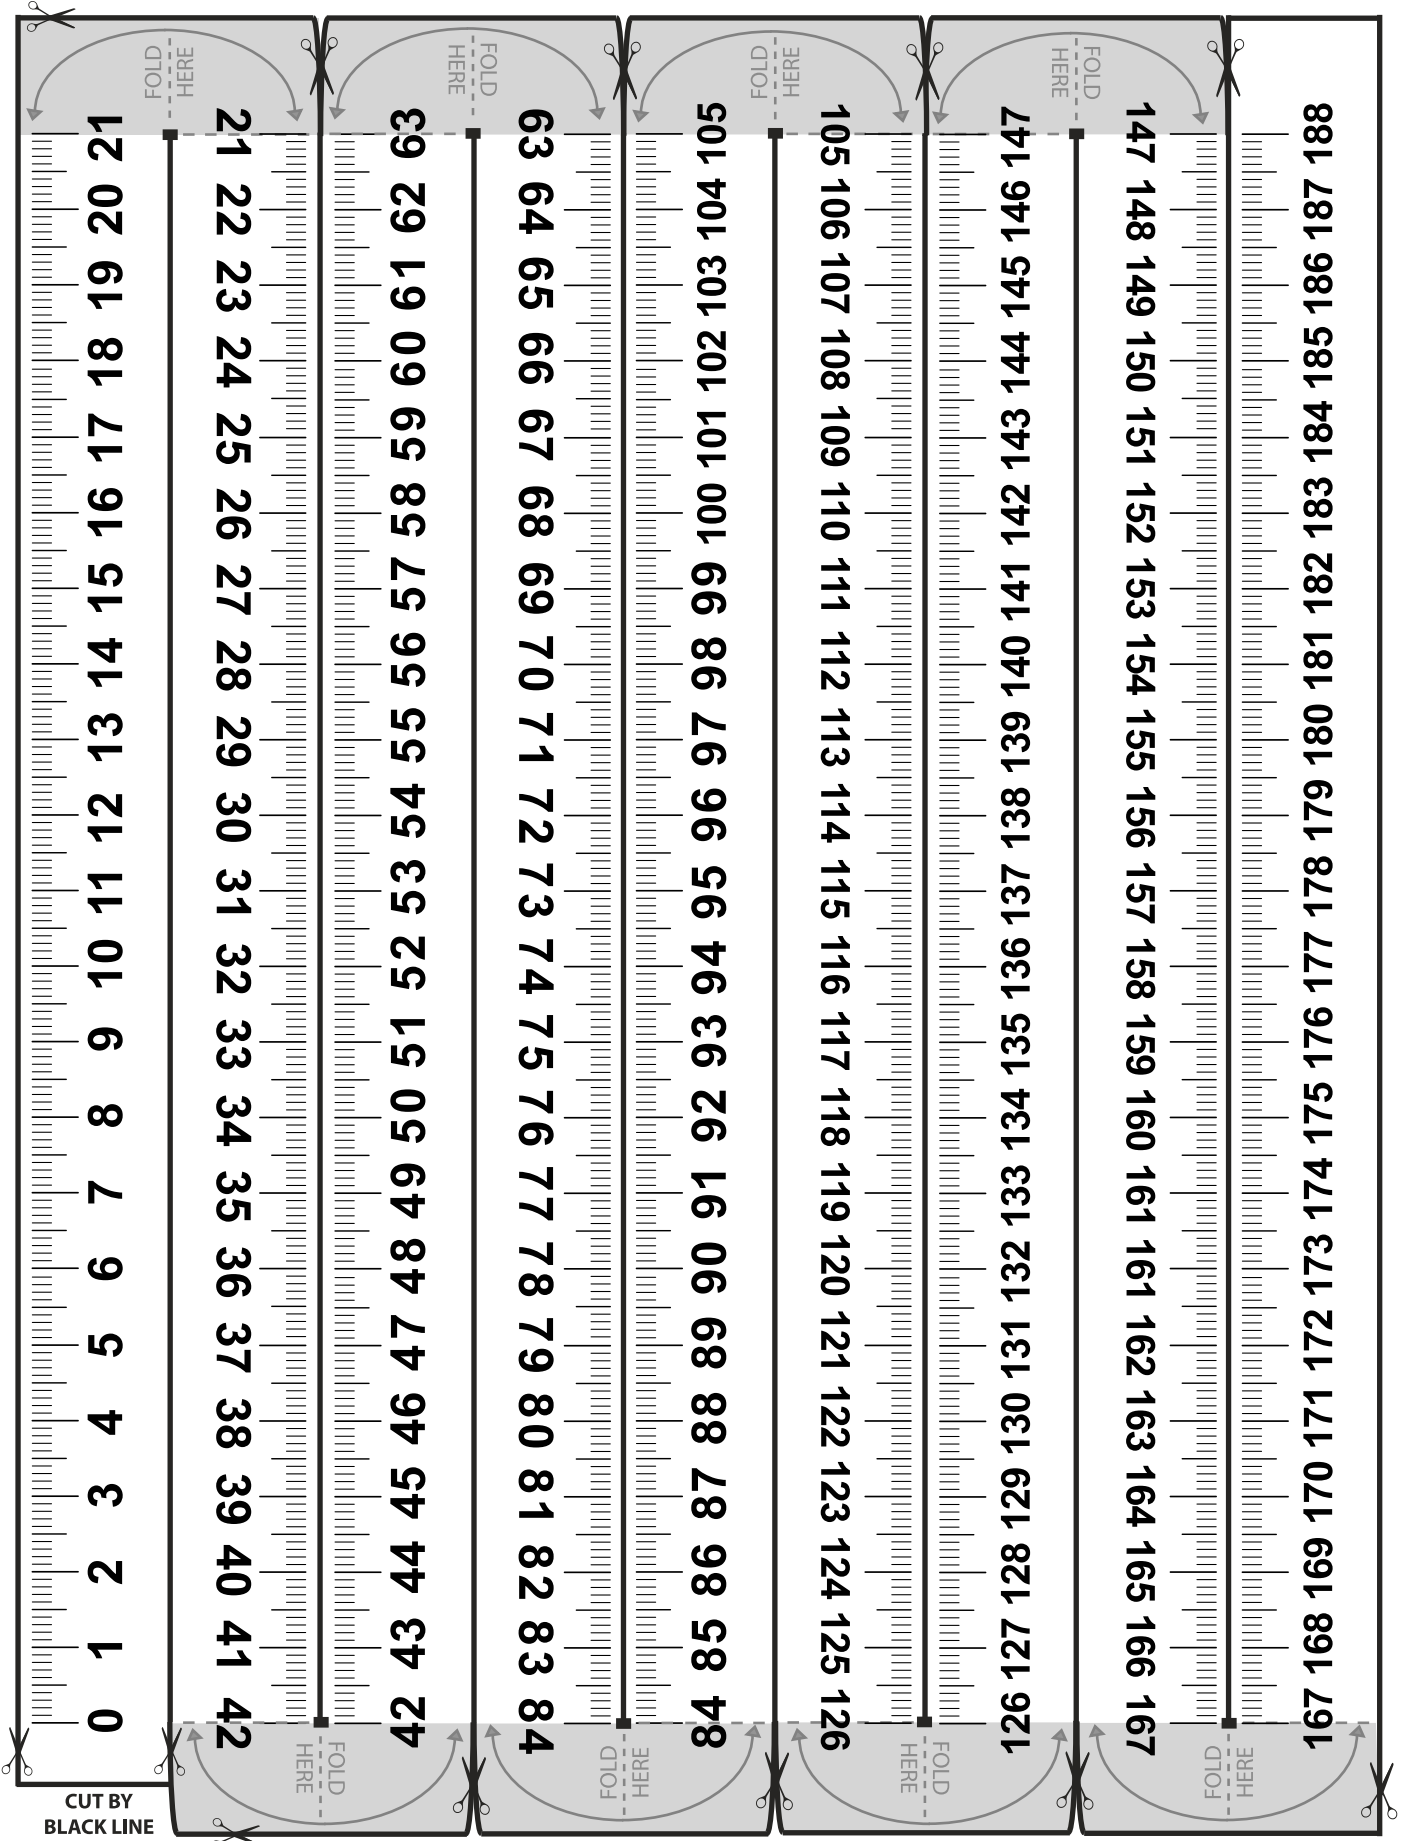 FOLD
HERE
FOLD
HERE
FOLD
HERE
FOLD
HERE
0 1 2 3 4 5 6 7 8 9 10 11 12 13 14 15 16 17 18 19 20 21
21 22 23 24 25 26 27 28 29 30 31 32 33 34 35 36 37 38 39 40 41 42
42 43 44 45 46 47 48 49 50 51 52 53 54 55 56 57 58 59 60 61 62 63
63 64 65 66 67 68 69 70 71 72 73 74 75 76 77 78 79 80 81 82 83 84
84 85 86 87 88 89 90 91 92 93 94 95 96 97 98 99 100 101 102 103 104 105
105 106 107 108 109 110 111 112 113 114 115 116 117 118 119 120 121 122 123 124 125 126
126 127 128 129 130 131 132 133 134 135 136 137 138 139 140 141 142 143 144 145 146 147
147 148 149 150 151 152 153 154 155 156 157 158 159 160 161 161 162 163 164 165 166 167
167 168 169 170 171 172 173 174 175 176 177 178 179 180 181 182 183 184 185 186 187 188
FOLD
HERE
FOLD
HERE
FOLD
HERE
FOLD
HERE
CUT BY
BLACK LINE